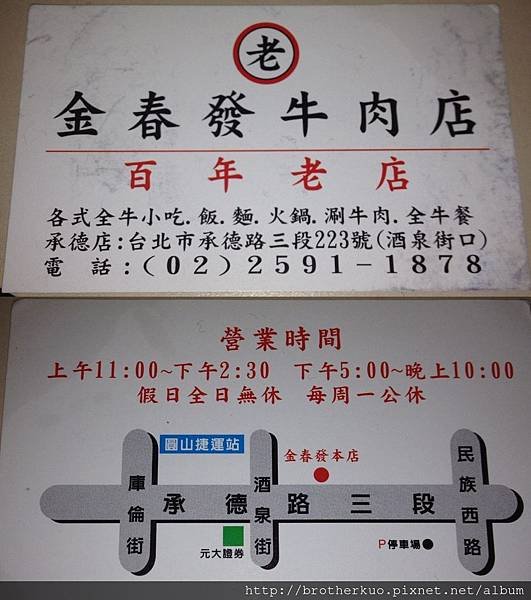 老
金春發牛肉店
百年老店
各式全牛小吃.飯.麵.火鍋.涮牛肉.全牛餐
承德店:台北市承德路三段223號(酒泉街口)
電 話:(02)2591-1878
營業時間
上午11:00~下午2:30 下午5:00~晚上10:00
假日全日無休 每周一公休
圓山捷運站
金春發本店
庫倫街
酒泉街
民族西路
承德路三段
元大證券
P停車場
http://brotherkuo.pixnet.net/album